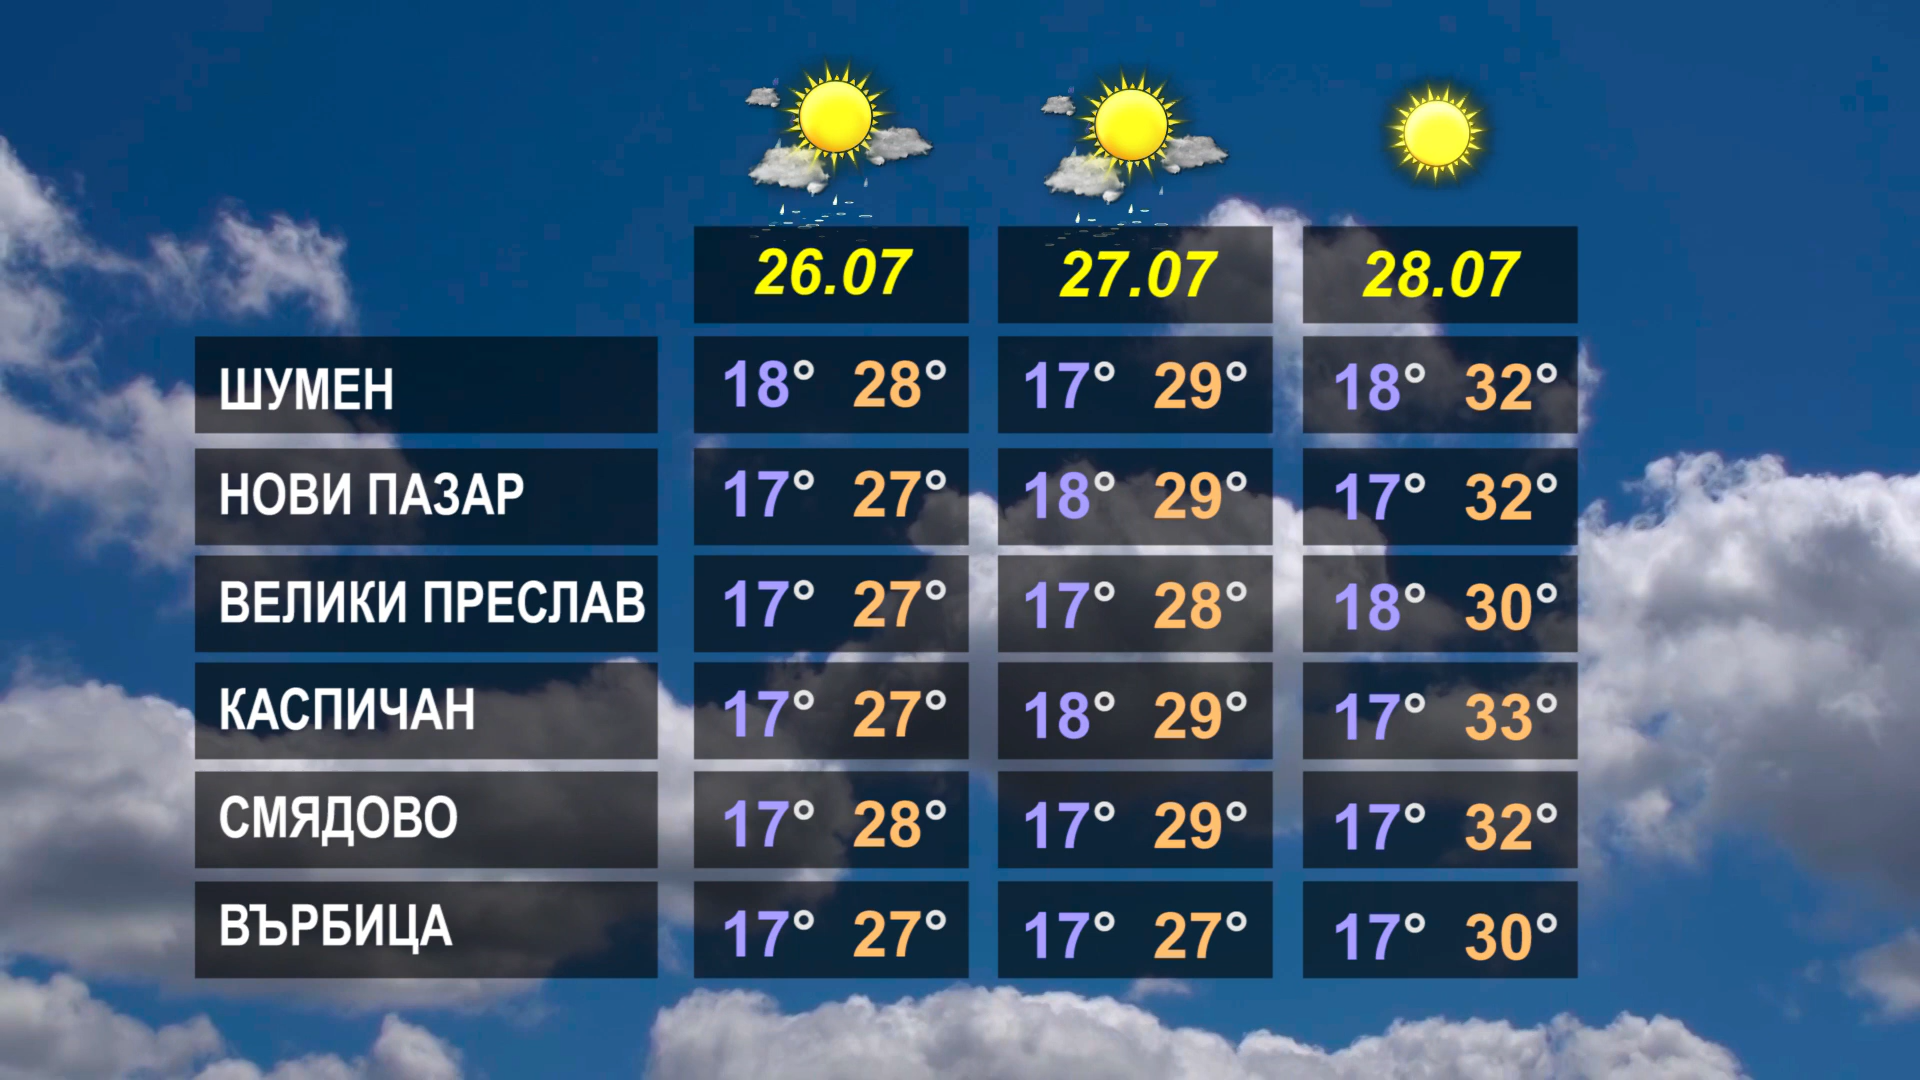 26.07 27.07 28.07
ШУМЕН 18° 28° 17° 29° 18° 32°
НОВИ ПАЗАР 17° 27° 18° 29° 17° 32°
ВЕЛИКИ ПРЕСЛАВ 17° 27° 17° 28° 18° 30°
КАСПИЧАН 17° 27° 18° 29° 17° 33°
СМЯДОВО 17° 28° 17° 29° 17° 32°
ВЪРБИЦА 17° 27° 17° 27° 17° 30°